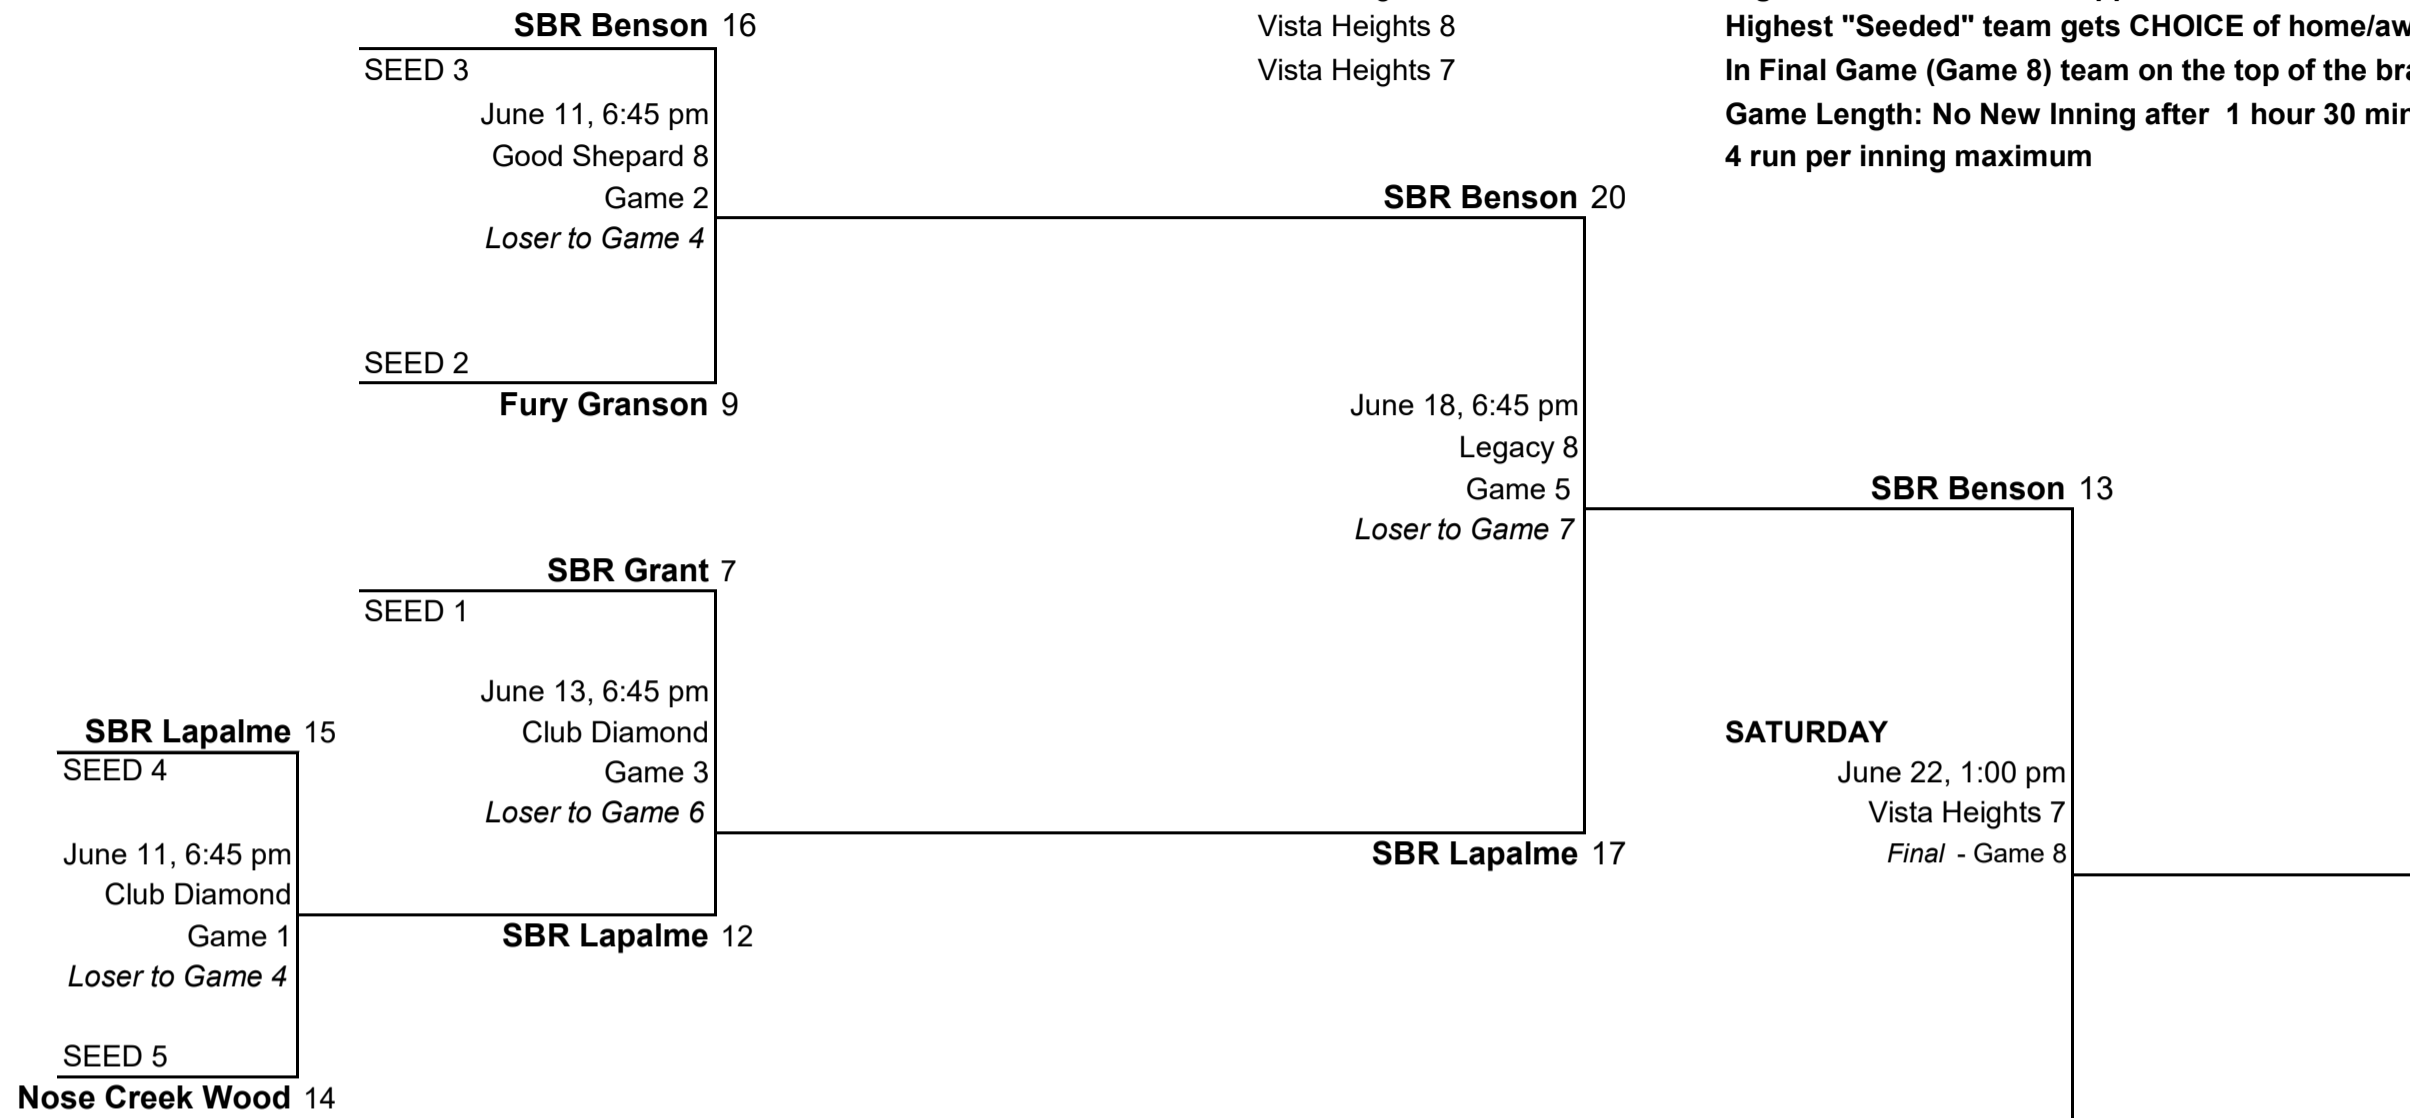 SBR Benson 16
SEED 3
June 11, 6:45 pm
Good Shepard 8
Game 2
Loser to Game 4
SEED 2
Fury Granson 9
Vista Heights 8
Vista Heights 7
Highest "Seeded" team gets CHOICE of home/aw
In Final Game (Game 8) team on the top of the bra
Game Length: No New Inning after 1 hour 30 min
4 run per inning maximum
SBR Benson 20
June 18, 6:45 pm
Legacy 8
Game 5
Loser to Game 7
SBR Grant 7
SEED 1
June 13, 6:45 pm
Club Diamond
Game 3
Loser to Game 6
SBR Lapalme 12
SBR Lapalme 15
SEED 4
June 11, 6:45 pm
Club Diamond
Game 1
Loser to Game 4
SEED 5
Nose Creek Wood 14
SBR Lapalme 17
SBR Benson 13
SATURDAY
June 22, 1:00 pm
Vista Heights 7
Final - Game 8